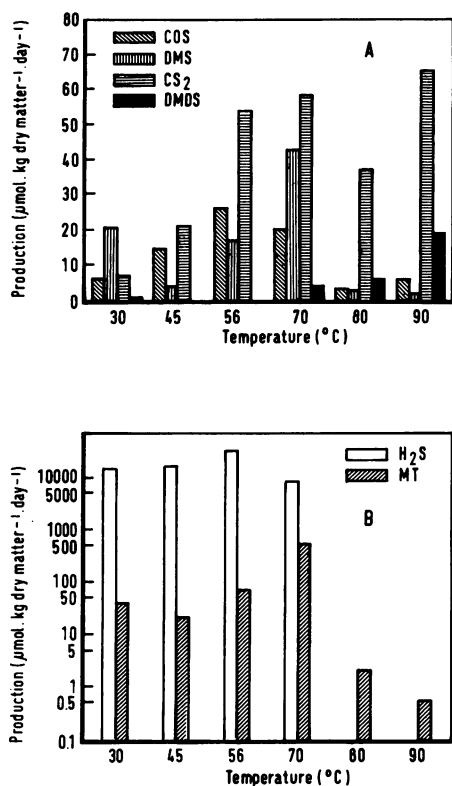 Production (µmol. kg dry matter⁻¹. day⁻¹)
80
70
60
50
40
30
20
10
0
COS
DMS
CS₂
DMDS
A
30 45 56 70 80 90
Temperature (°C)
Production (µmol. kg dry matter⁻¹. day⁻¹)
10000
5000
1000
500
100
50
10
5
1
0.5
0.1
H₂S
MT
B
30 45 56 70 80 90
Temperature (°C)